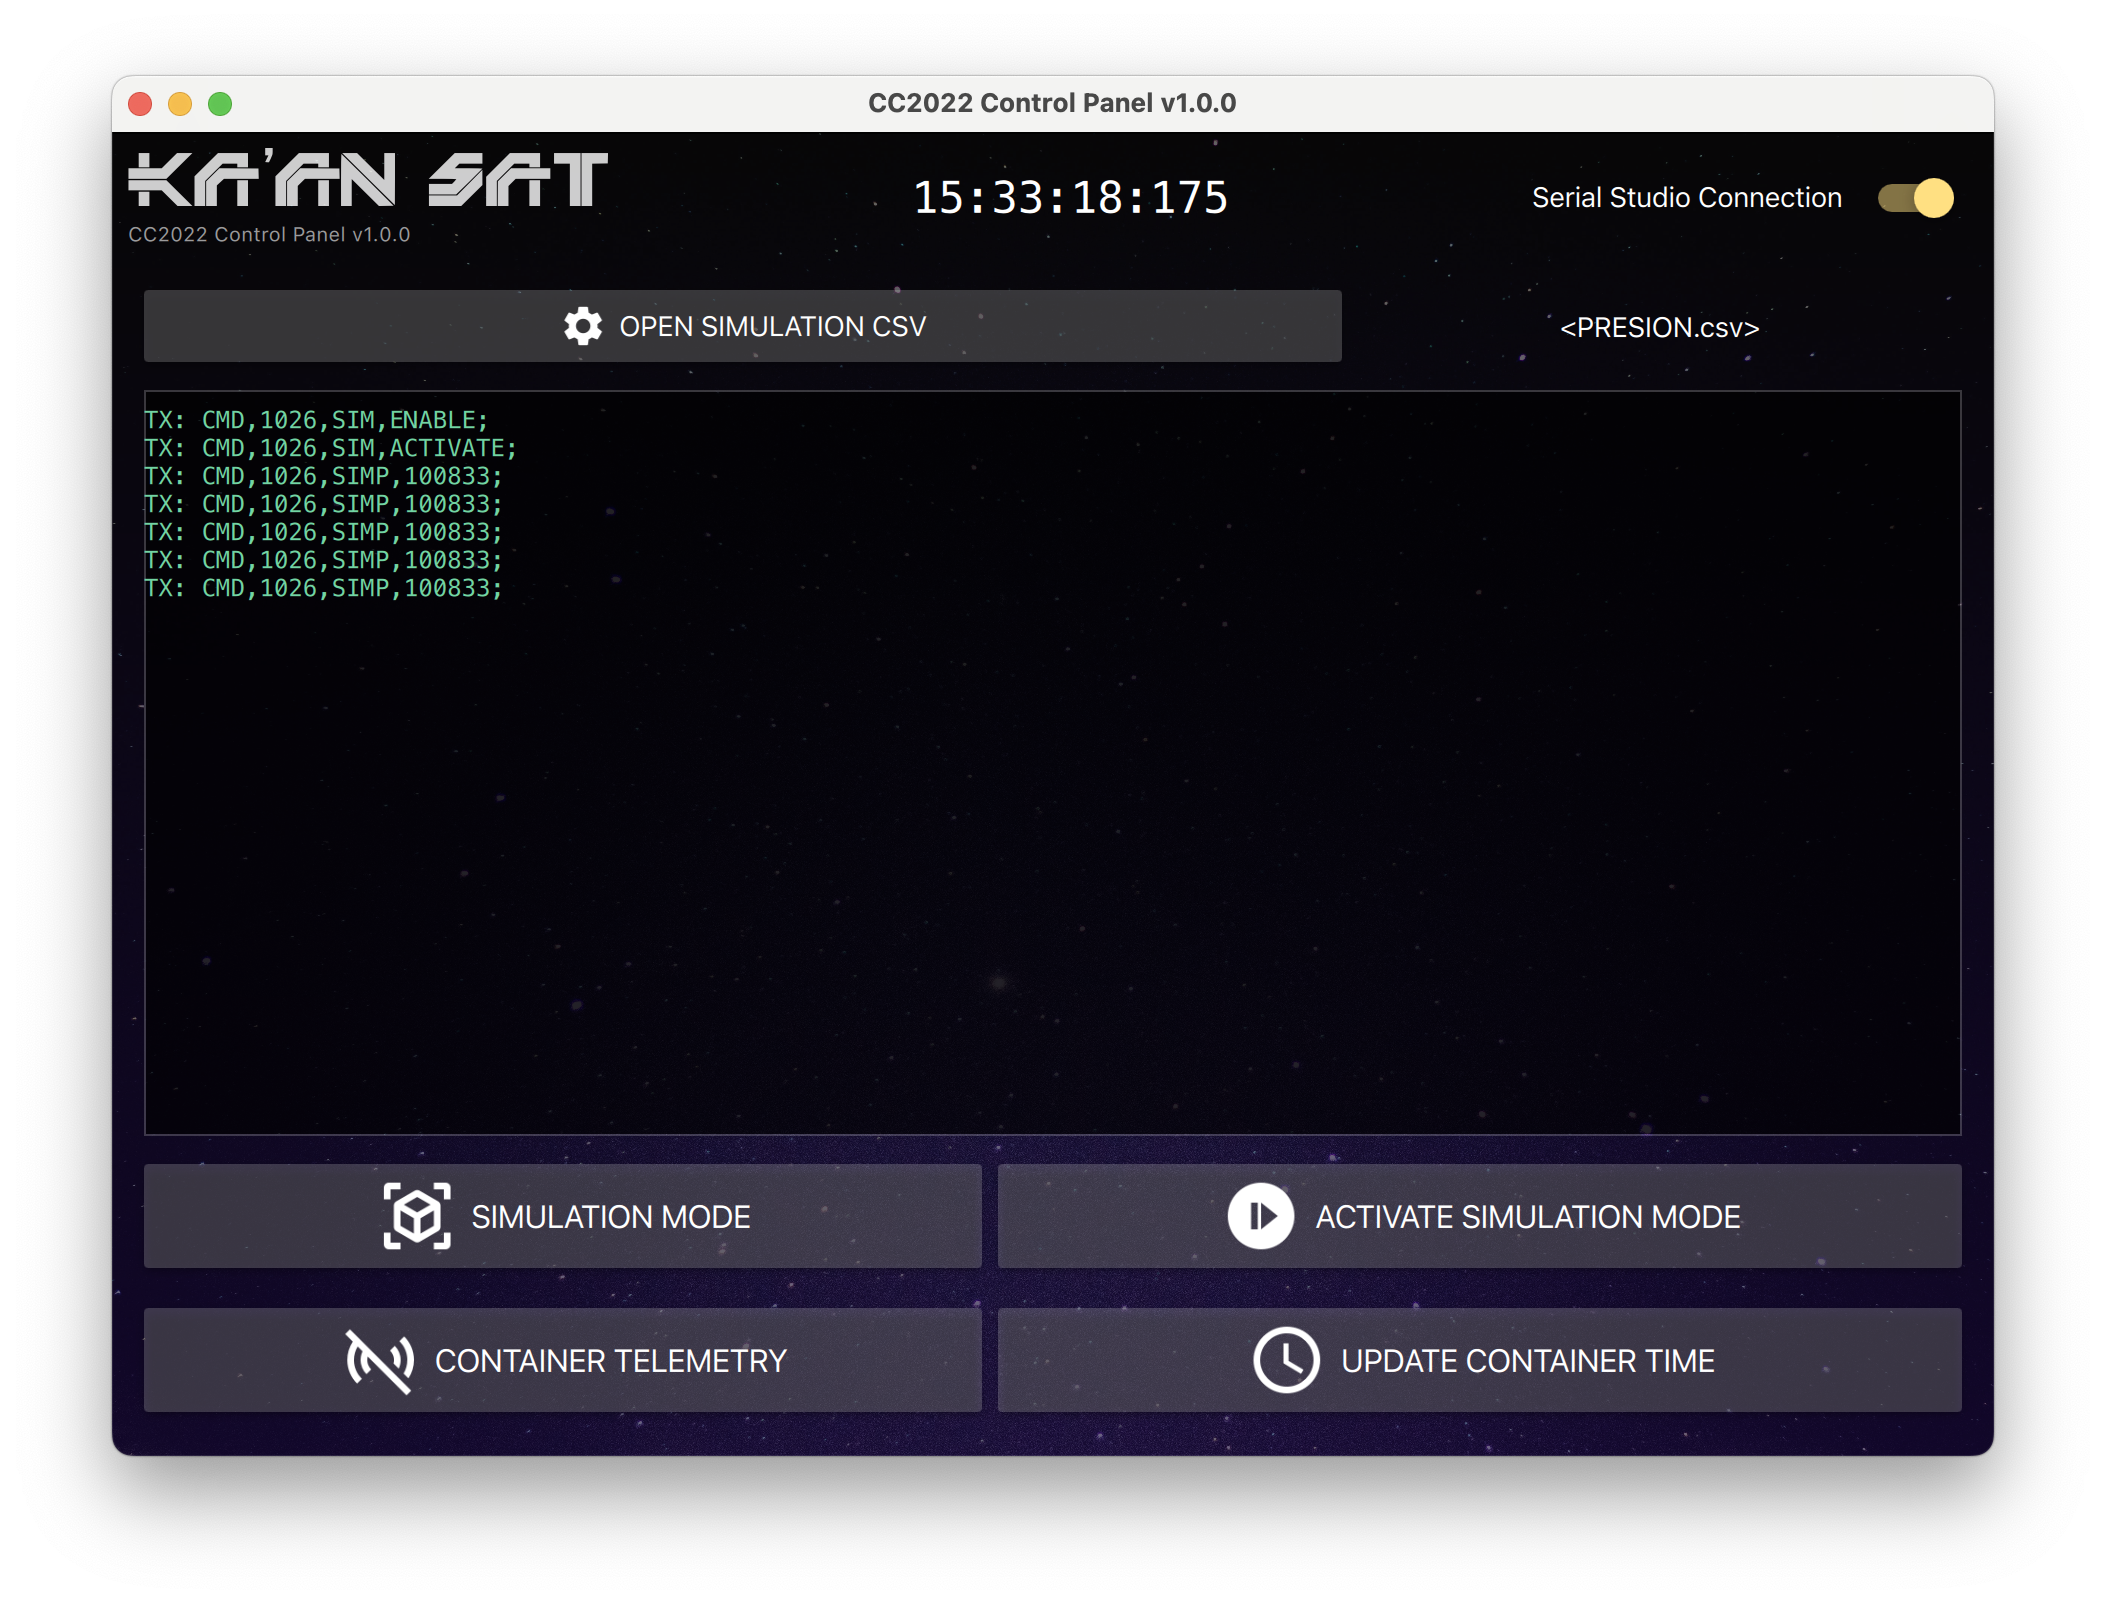 CC2022 Control Panel v1.0.0
KA'AN SAT
CC2022 Control Panel v1.0.0
15:33:18:175
Serial Studio Connection
OPEN SIMULATION CSV
<PRESION.csv>
TX: CMD,1026,SIM,ENABLE;
TX: CMD,1026,SIM,ACTIVATE;
TX: CMD,1026,SIMP,100833;
TX: CMD,1026,SIMP,100833;
TX: CMD,1026,SIMP,100833;
TX: CMD,1026,SIMP,100833;
TX: CMD,1026,SIMP,100833;
SIMULATION MODE
ACTIVATE SIMULATION MODE
CONTAINER TELEMETRY
UPDATE CONTAINER TIME